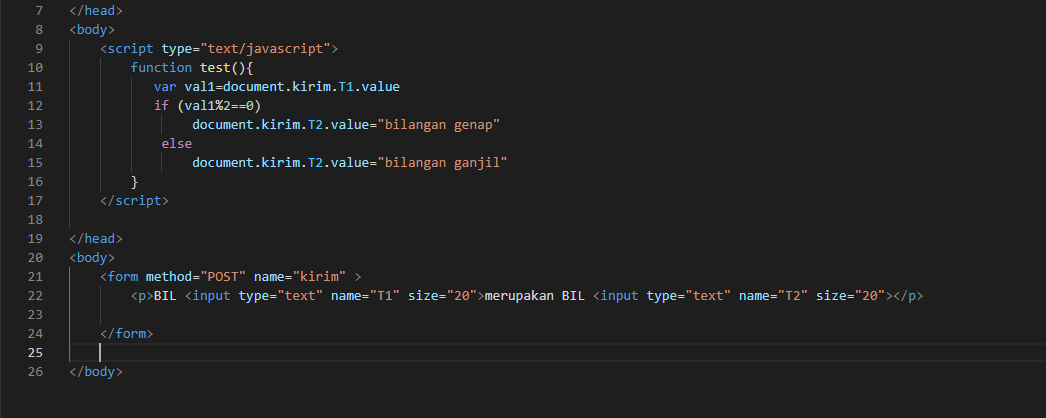 7 </head>
8 <body>
9 <script type="text/javascript">
10 function test(){
11 var val1=document.kirim.T1.value
12 if (val1%2==0)
13 document.kirim.T2.value="bilangan genap"
14 else
15 document.kirim.T2.value="bilangan ganjil"
16 }
17 </script>
18
19 </head>
20 <body>
21 <form method="POST" name="kirim" >
22 <p>BIL <input type="text" name="T1" size="20">merupakan BIL <input type="text" name="T2" size="20"></p>
23
24 </form>
25
26 </body>